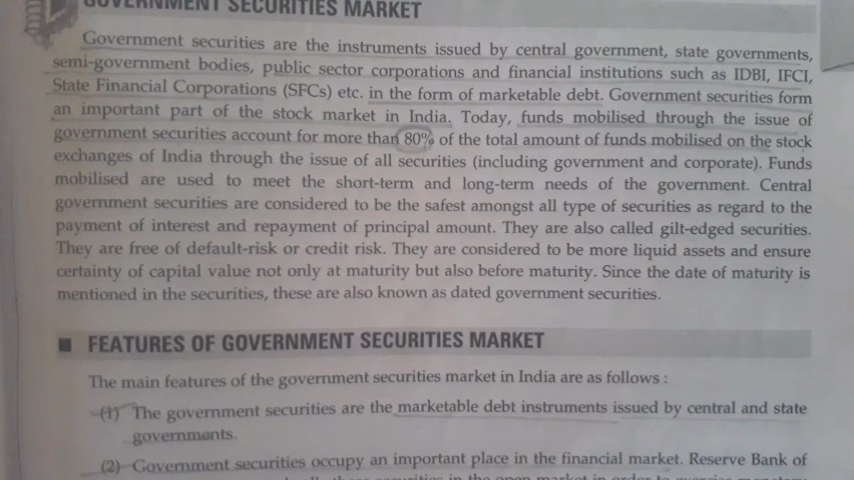 GOVERNMENT SECURITIES MARKET
Government securities are the instruments issued by central government, state governments,
semi-government bodies, public sector corporations and financial institutions such as IDBI, IFCI,
State Financial Corporations (SFCs) etc. in the form of marketable debt. Government securities form
an important part of the stock market in India. Today, funds mobilised through the issue of
government securities account for more than 80% of the total amount of funds mobilised on the stock
exchanges of India through the issue of all securities (including government and corporate). Funds
mobilised are used to meet the short-term and long-term needs of the government. Central
government securities are considered to be the safest amongst all type of securities as regard to the
payment of interest and repayment of principal amount. They are also called gilt-edged securities.
They are free of default-risk or credit risk. They are considered to be more liquid assets and ensure
certainty of capital value not only at maturity but also before maturity. Since the date of maturity is
mentioned in the securities, these are also known as dated government securities.
FEATURES OF GOVERNMENT SECURITIES MARKET
The main features of the government securities market in India are as follows :
(1) The government securities are the marketable debt instruments issued by central and state
governments.
(2) Government securities occupy an important place in the financial market. Reserve Bank of
securities in the open market in order to exercise